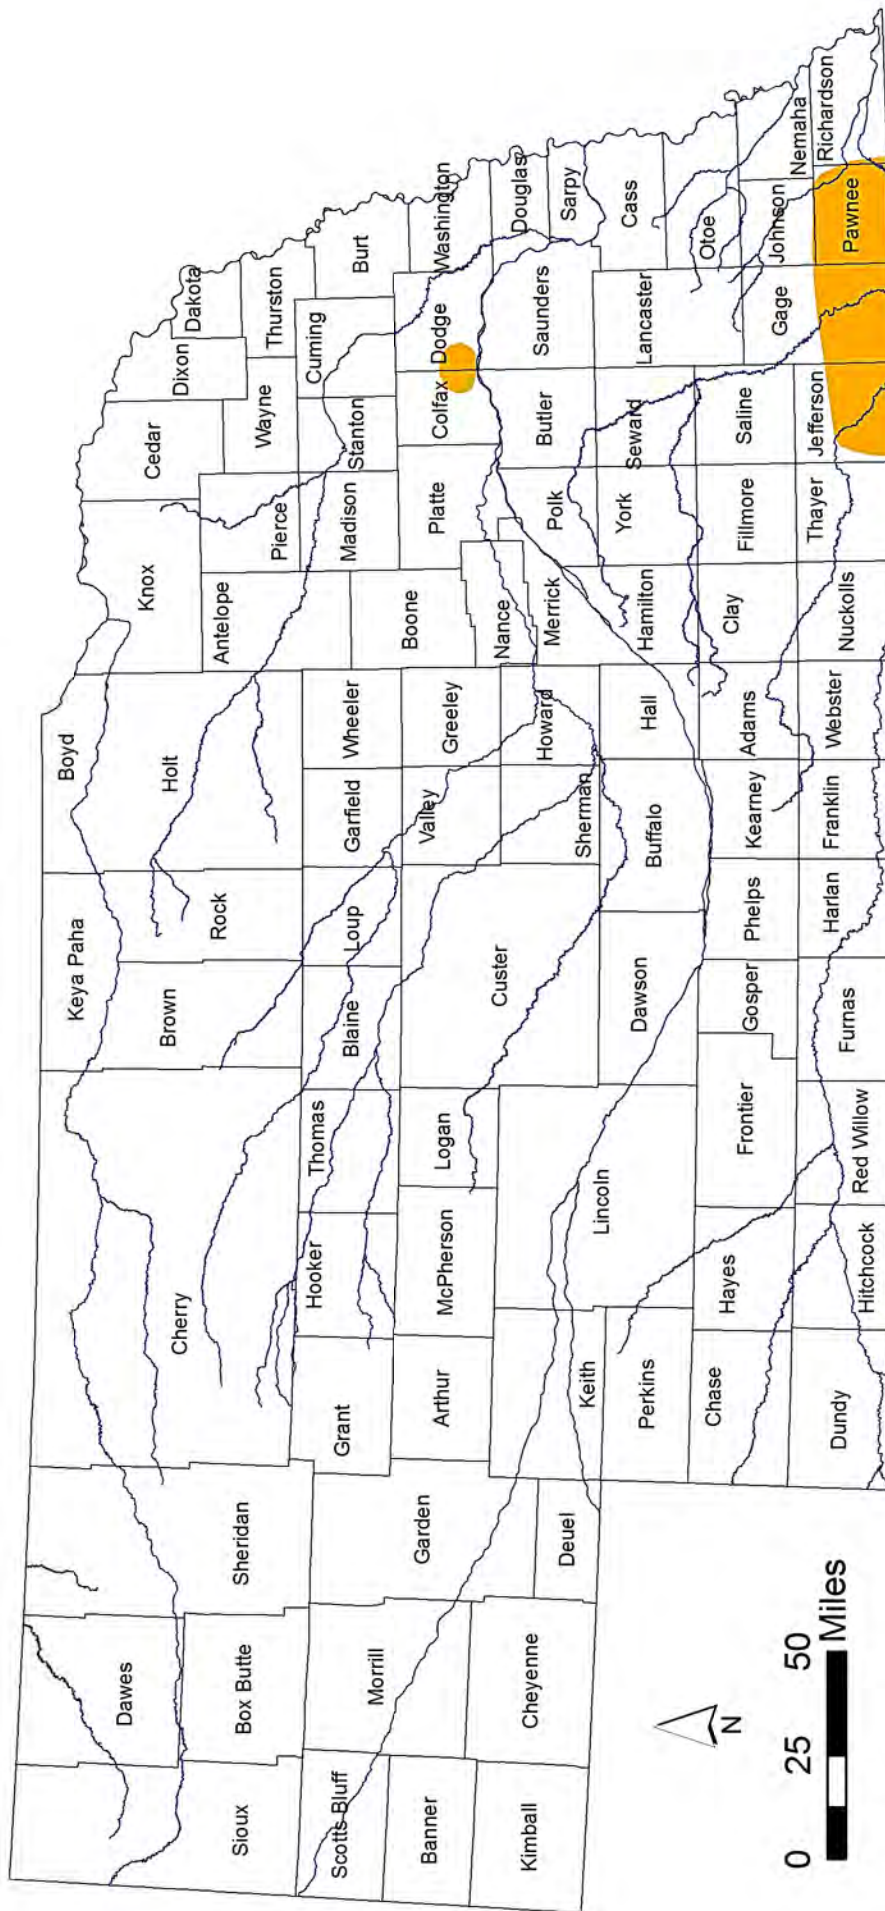 Boyd
Keya Paha
Dakota
Dixon
Cedar
Knox
Holt
Rock
Brown
Cherry
Sheridan
Dawes
Sioux
Box Butte
Thurston
Wayne
Pierce
Antelope
Burt
Cuming
Stanton
Madison
Wheeler
Garfield
Loup
Blaine
Thomas
Hooker
Grant
Garden
Morrill
Scotts Bluff
Banner
Washington
Dodge
Colfax
Platte
Boone
Greeley
Valley
Custer
Logan
McPherson
Arthur
Douglas
Sarpy
Saunders
Butler
Polk
Nance
Merrick
Howard
Sherman
Lincoln
Keith
Deuel
Cheyenne
Kimball
Cass
Lancaster
Seward
York
Hamilton
Hall
Buffalo
Dawson
Perkins
Otoe
Johnson
Nemaha
Gage
Saline
Fillmore
Clay
Adams
Kearney
Phelps
Gosper
Frontier
Hayes
Chase
Richardson
Pawnee
Jefferson
Thayer
Nuckolls
Webster
Franklin
Harlan
Furnas
Red Willow
Hitchcock
Dundy
N
0 25 50
Miles